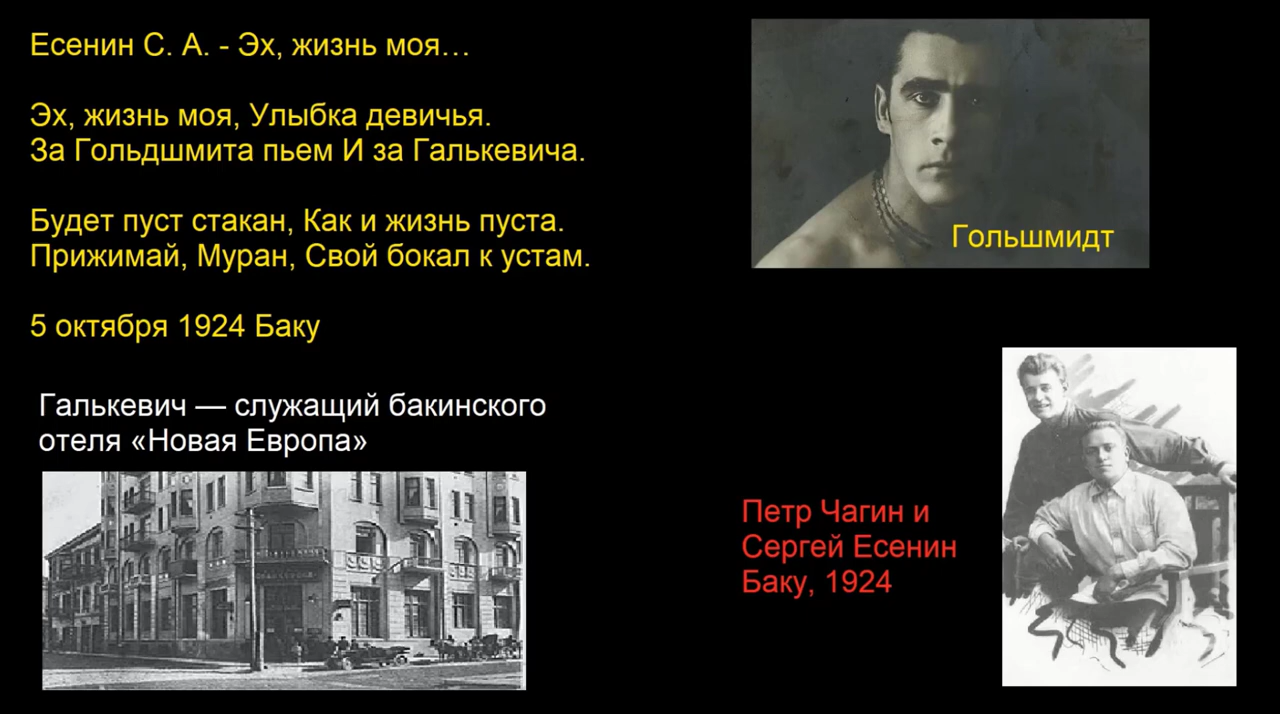 Есенин С. А. - Эх, жизнь моя…
Эх, жизнь моя, Улыбка девичья.
За Гольдшмита пьем И за Галькевича.
Будет пуст стакан, Как и жизнь пуста.
Прижимай, Муран, Свой бокал к устам.
5 октября 1924 Баку
Гольшмидт
Галькевич — служащий бакинского
отеля «Новая Европа»
Петр Чагин и
Сергей Есенин
Баку, 1924